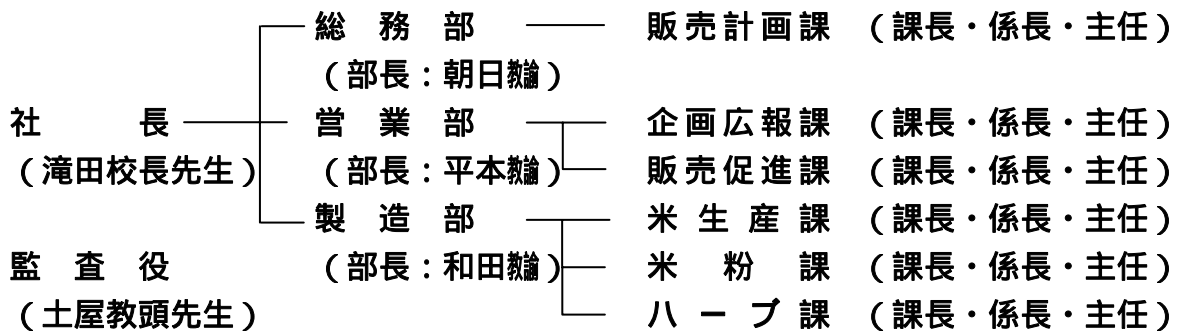 総務部 販売計画課 (課長・係長・主任)
(部長:朝日教諭)
社長 営業部 企画広報課 (課長・係長・主任)
(滝田校長先生) (部長:平本教諭) 販売促進課 (課長・係長・主任)
製造部 米生産課 (課長・係長・主任)
監査役 (部長:和田教諭) 米粉課 (課長・係長・主任)
(土屋教頭先生) ハーブ課 (課長・係長・主任)